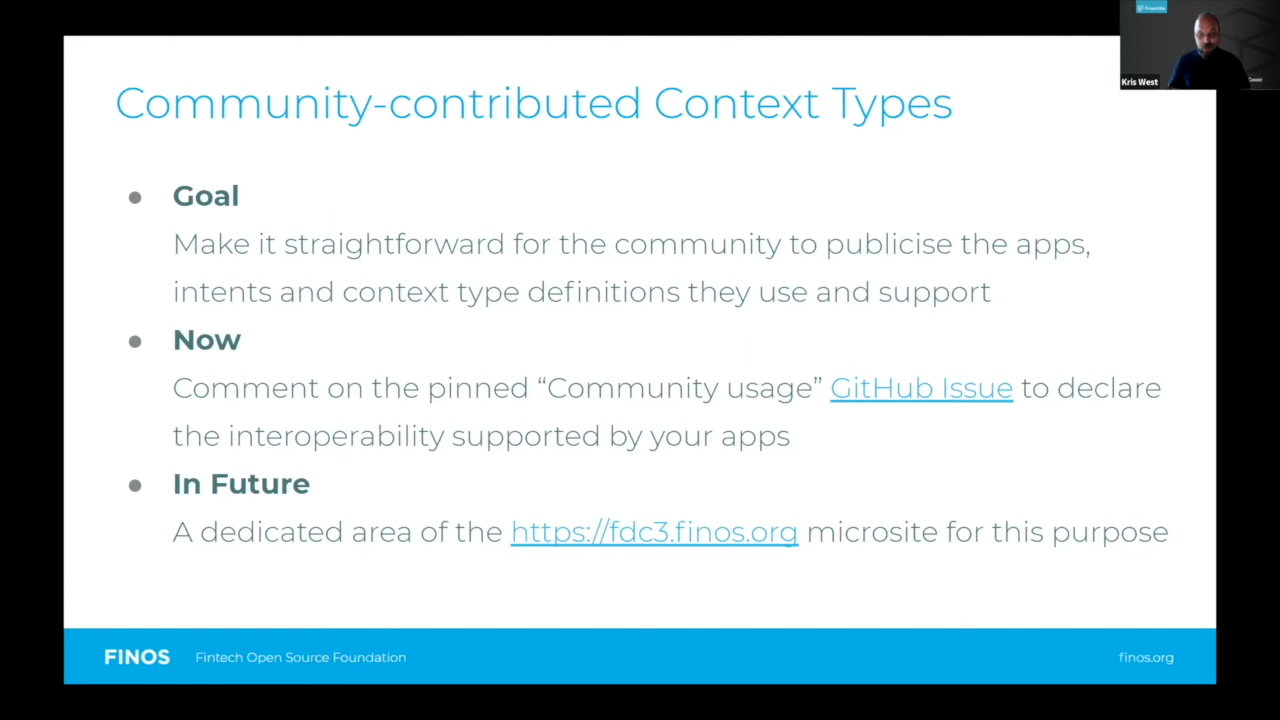 Community-contributed Context Types
Goal
Make it straightforward for the community to publicise the apps,
intents and context type definitions they use and support
Now
Comment on the pinned “Community usage” GitHub Issue to declare
the interoperability supported by your apps
In Future
A dedicated area of the https://fdc3.finos.org microsite for this purpose
FINOS Fintech Open Source Foundation
finos.org
Kris West